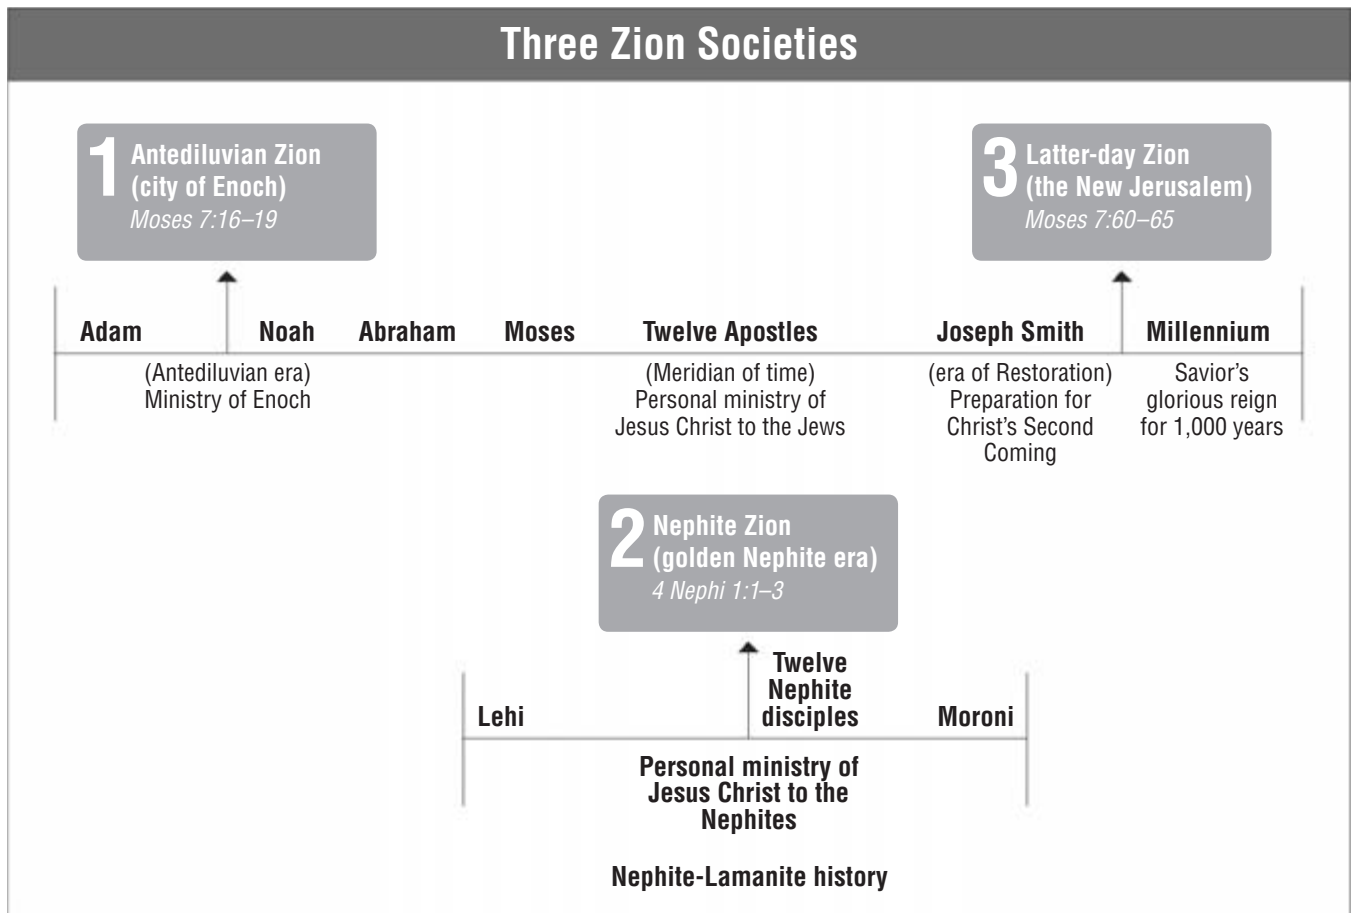 Three Zion Societies
1 Antediluvian Zion
(city of Enoch)
Moses 7:16–19
3 Latter-day Zion
(the New Jerusalem)
Moses 7:60–65
Adam Noah Abraham Moses Twelve Apostles Joseph Smith Millennium
(Antediluvian era)
Ministry of Enoch
(Meridian of time)
Personal ministry of
Jesus Christ to the Jews
(era of Restoration)
Preparation for
Christ’s Second
Coming
Savior’s
glorious reign
for 1,000 years
2 Nephite Zion
(golden Nephite era)
4 Nephi 1:1–3
Lehi
Twelve
Nephite
disciples
Moroni
Personal ministry of
Jesus Christ to the
Nephites
Nephite-Lamanite history